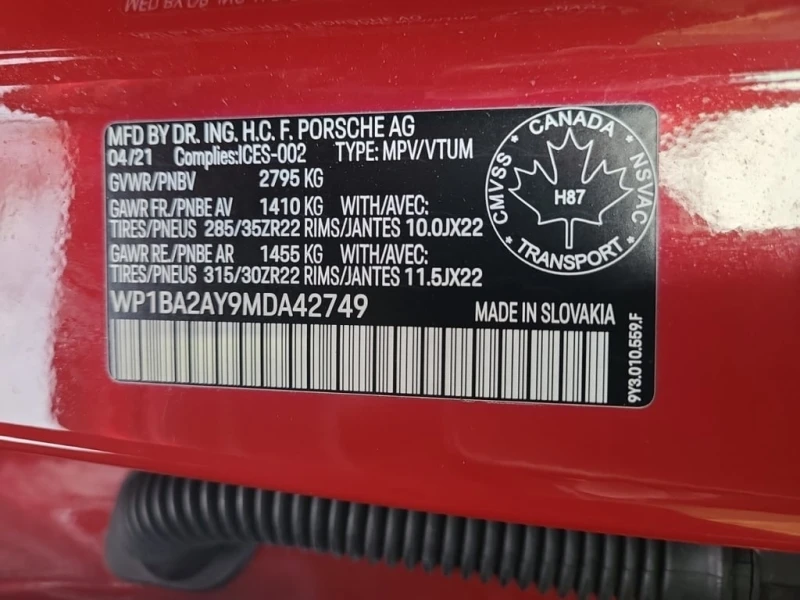 MFD BY DR. ING. H.C. F. PORSCHE AG
04/21 Complies:ICES-002 TYPE: MPV/VTUM
GVWR/PNBV 2795 KG
GAWR FR./PNBE AV 1410 KG WITH/AVEC:
TIRES/PNEUS 285/35ZR22 RIMS/JANTES 10.0JX22
GAWR RE./PNBE AR 1455 KG WITH/AVEC:
TIRES/PNEUS 315/30ZR22 RIMS/JANTES 11.5JX22
WP1BA2AY9MDA42749 MADE IN SLOVAKIA
CANADA
CMVSS
NSVAC
H87
TRANSPORT
9Y3.010.559.F